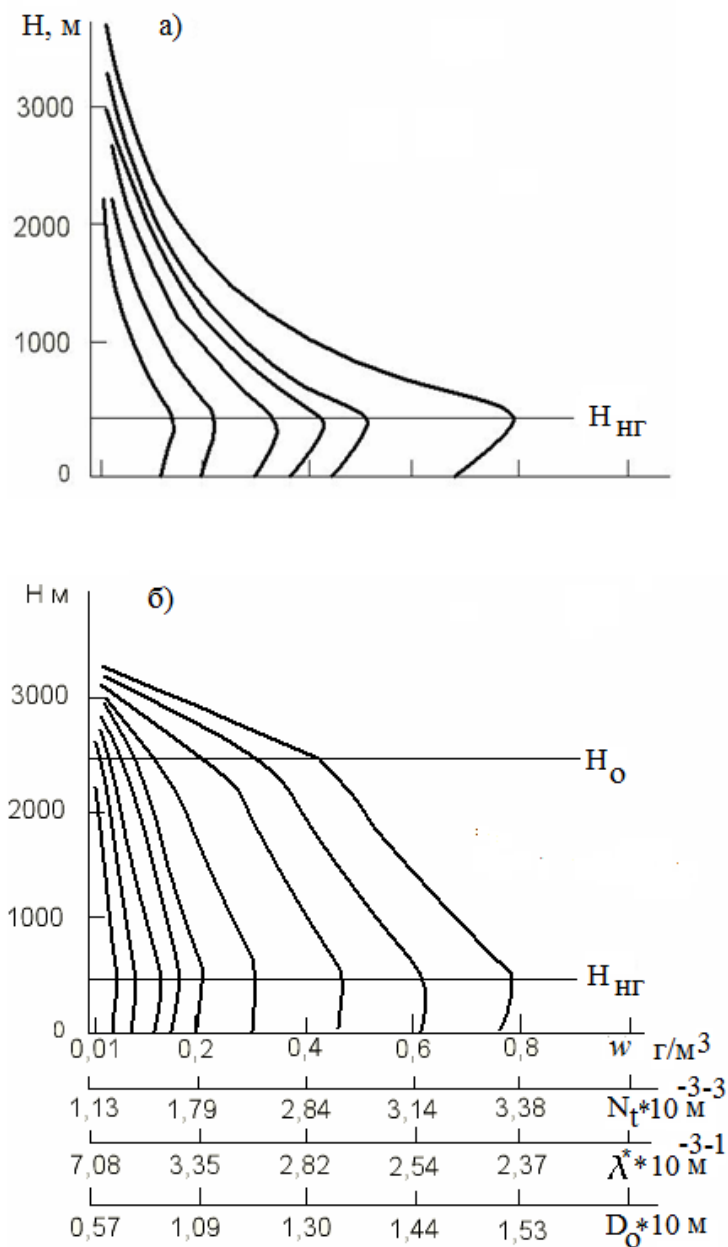 Н, м а)
3000
2000
1000
Н нг
0
Н м б)
3000
Н о
2000
1000
Н нг
0
0,01 0,2 0,4 0,6 0,8 w г/м³
1,13 1,79 2,84 3,14 3,38 N t *10 м -3-3
7,08 3,35 2,82 2,54 2,37 λ* *10 м -3-1
0,57 1,09 1,30 1,44 1,53 D o *10 м